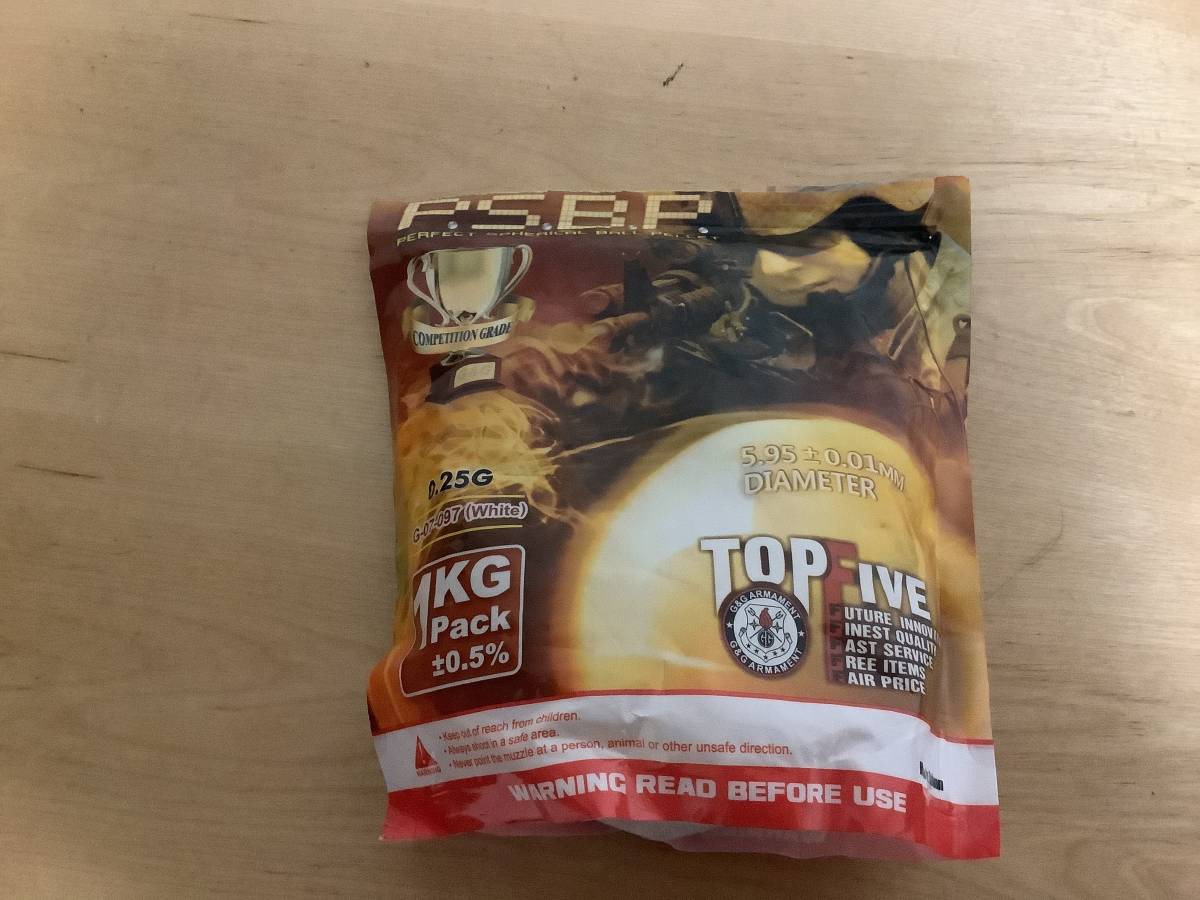 P.S.B.P.
PERFECT SPHERICAL BALL PELLET
COMPETITION GRADE
0.25G
G-07-097 (White)
1KG
Pack
±0.5%
5.95 ± 0.01MM
DIAMETER
TOPFIVE
G&G ARMAMENT
G&G ARMAMENT
FUTURE
FINEST QUALITY
FAST SERVICE
FREE ITEMS
FAIR PRICE
WARNING
• Keep out of reach from children.
• Always shoot in a safe area.
• Never point the muzzle at a person, animal or other unsafe direction.
WARNING READ BEFORE USE